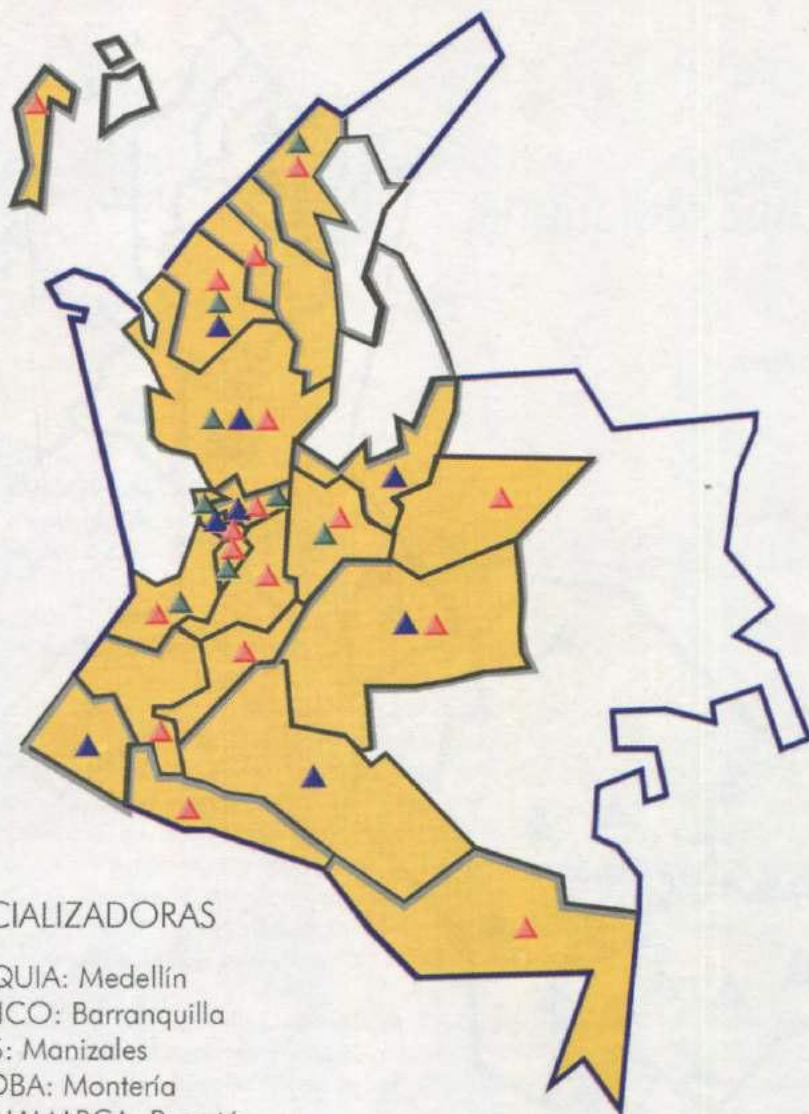 CIALIZADORAS
QUIA: Medellín
ICO: Barranquilla
S: Manizales
OBA: Montería